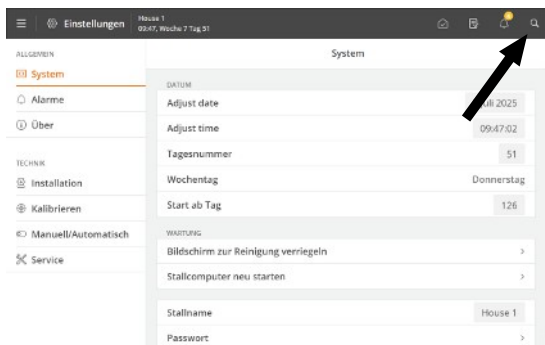 Einstellungen
House 1
09:47, Woche 7 Tag 51
ALLGEMEIN
System
Alarme
Über
TECHNIK
Installation
Kalibrieren
Manuell/Automatisch
Service
System
DATUM
Adjust date uli 2025
Adjust time 09:47:02
Tagesnummer 51
Wochentag Donnerstag
Start ab Tag 126
WARTUNG
Bildschirm zur Reinigung verriegeln
Stallcomputer neu starten
Stallname House 1
Passwort